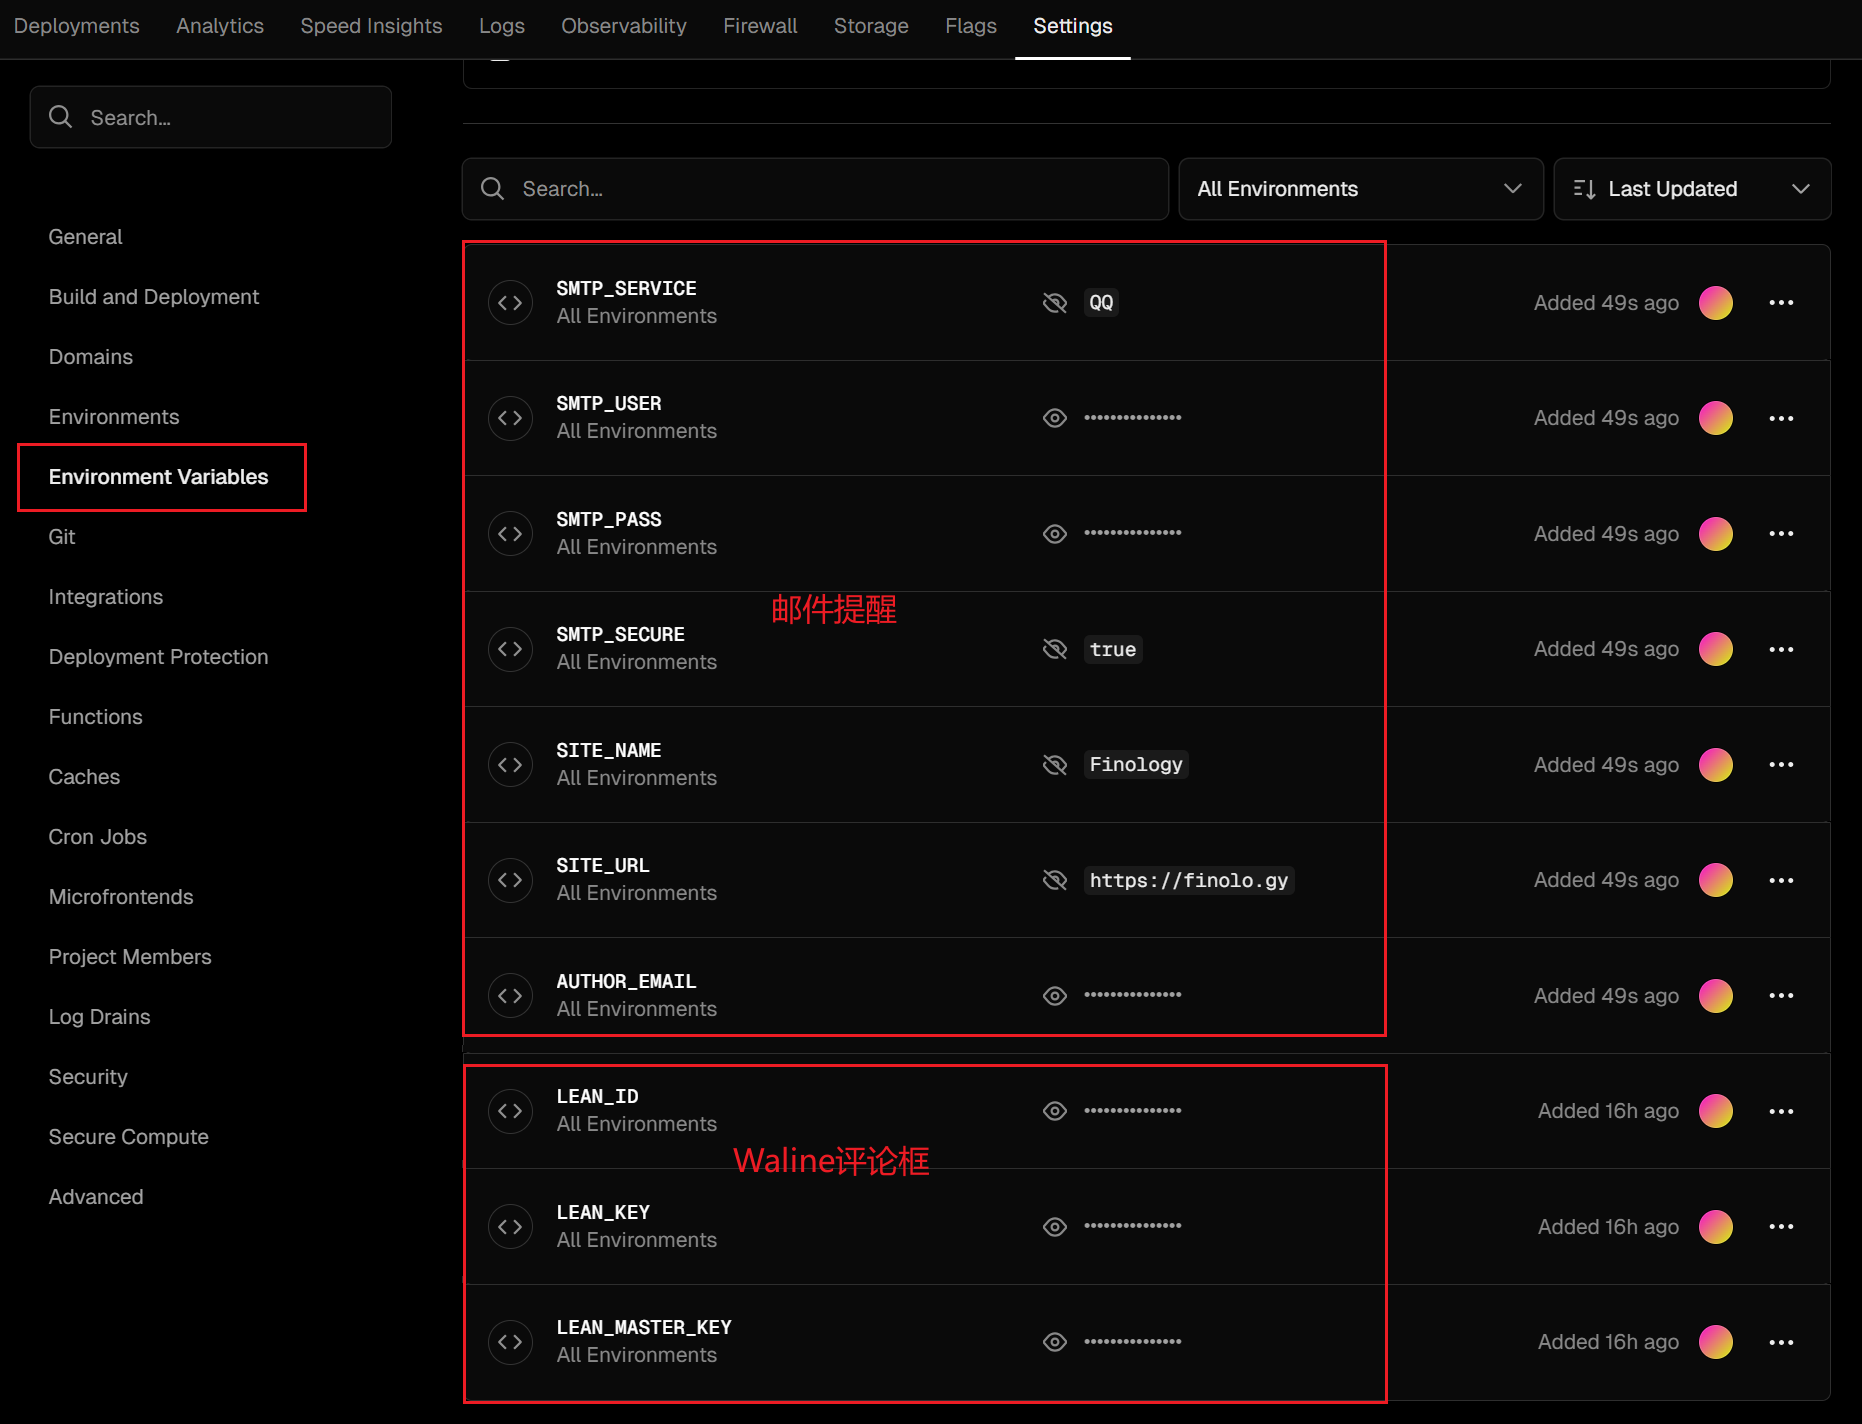 Deployments Analytics Speed Insights Logs Observability Firewall Storage Flags Settings
Search...
General
Build and Deployment
Domains
Environments
Environment Variables
Git
Integrations
Deployment Protection
Functions
Caches
Cron Jobs
Microfrontends
Project Members
Log Drains
Security
Secure Compute
Advanced
Search...
All Environments
Last Updated
SMTP_SERVICE
All Environments
QQ
Added 49s ago
SMTP_USER
All Environments
•••••••••••••••
Added 49s ago
SMTP_PASS
All Environments
•••••••••••••••
Added 49s ago
邮件提醒
SMTP_SECURE
All Environments
true
Added 49s ago
SITE_NAME
All Environments
Finology
Added 49s ago
SITE_URL
All Environments
https://finolo.gy
Added 49s ago
AUTHOR_EMAIL
All Environments
•••••••••••••••
Added 49s ago
LEAN_ID
All Environments
•••••••••••••••
Added 16h ago
Waline评论框
LEAN_KEY
All Environments
•••••••••••••••
Added 16h ago
LEAN_MASTER_KEY
All Environments
•••••••••••••••
Added 16h ago